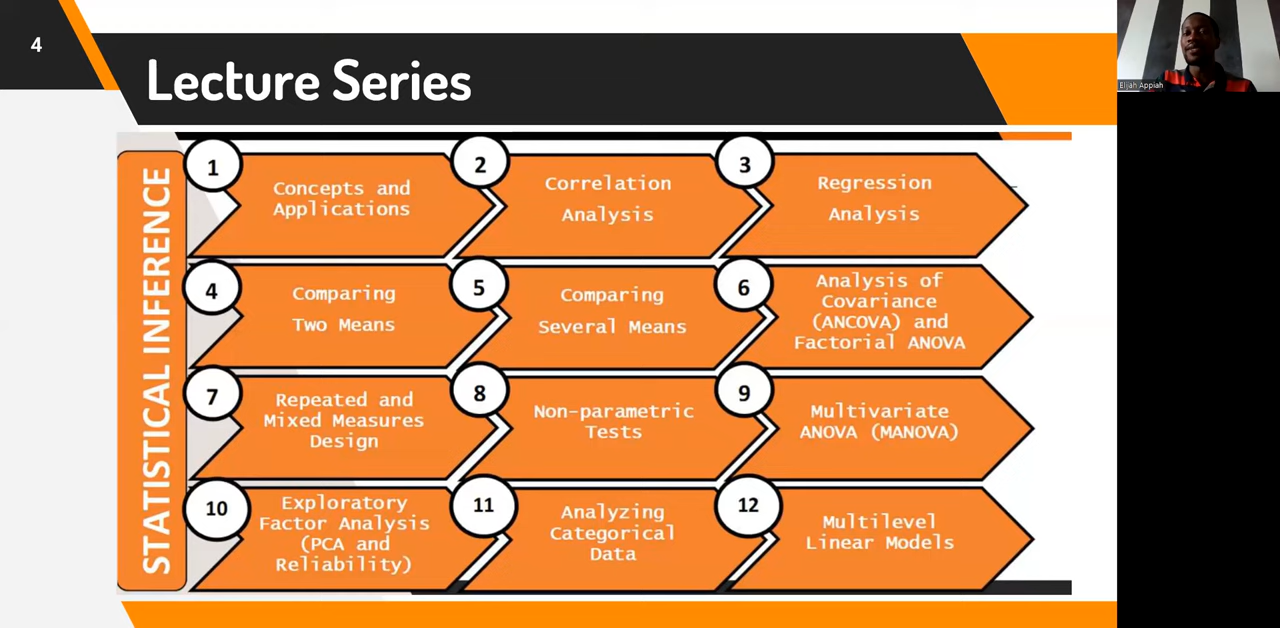 4
Lecture Series
Elijah Appiah
STATISTICAL INFERENCE
1
Concepts and
Applications
2
Correlation
Analysis
3
Regression
Analysis
4
Comparing
Two Means
5
Comparing
Several Means
6
Analysis of
Covariance
(ANCOVA) and
Factorial ANOVA
7
Repeated and
Mixed Measures
Design
8
Non-parametric
Tests
9
Multivariate
ANOVA (MANOVA)
10
Exploratory
Factor Analysis
(PCA and
Reliability)
11
Analyzing
Categorical
Data
12
Multilevel
Linear Models